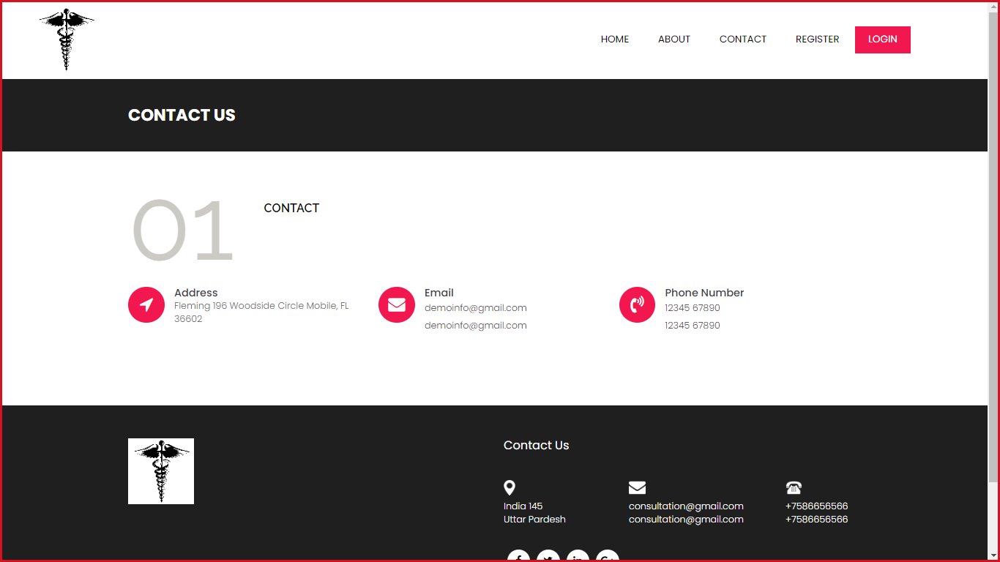 HOME ABOUT CONTACT REGISTER LOGIN
CONTACT US
01
CONTACT
Address
Fleming 196 Woodside Circle Mobile, FL
36602
Email
demoinfo@gmail.com
demoinfo@gmail.com
Phone Number
12345 67890
12345 67890
Contact Us
India 145
Uttar Pardesh
consultation@gmail.com
consultation@gmail.com
+7586656566
+7586656566